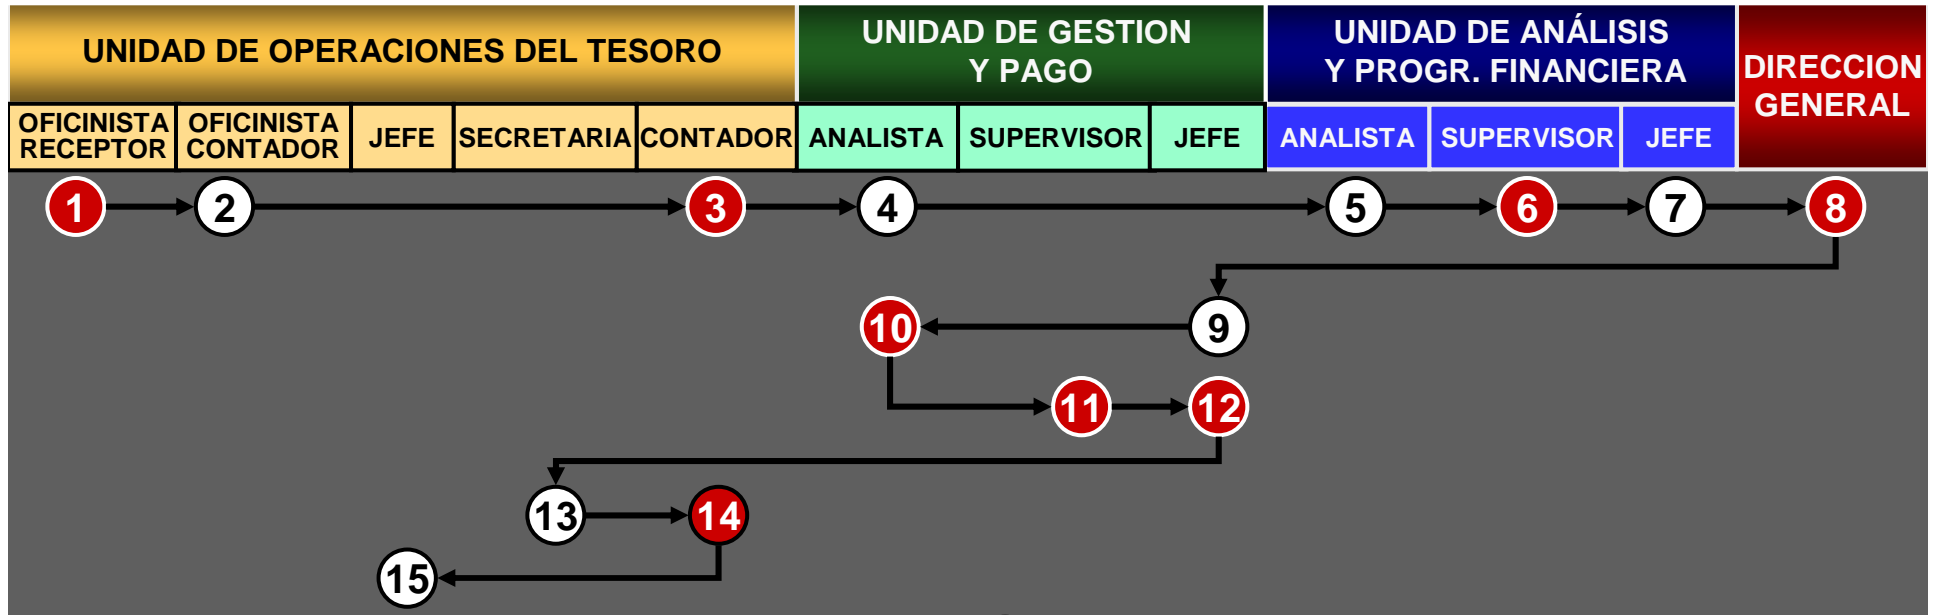 UNIDAD DE OPERACIONES DEL TESORO
UNIDAD DE GESTION
Y PAGO
UNIDAD DE ANÁLISIS
Y PROGR. FINANCIERA
DIRECCION
GENERAL
OFICINISTA
RECEPTOR
OFICINISTA
CONTADOR
JEFE
SECRETARIA
CONTADOR
ANALISTA
SUPERVISOR
JEFE
ANALISTA
SUPERVISOR
JEFE
1
2
3
4
5
6
7
8
10
9
11
12
13
14
15